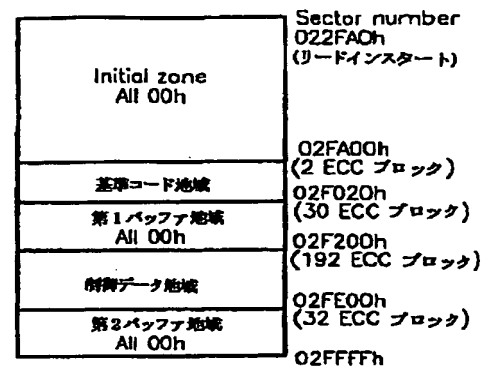 Sector number
022FA0h
(リードインスタート)
Initial zone
All 00h
02FA00h
(2 ECC ブロック)
基準コード地域
02F020h
(30 ECC ブロック)
第1バッファ地域
All 00h
02F200h
(192 ECC ブロック)
制御データ地域
02FE00h
(32 ECC ブロック)
第2バッファ地域
All 00h
02FFFFh